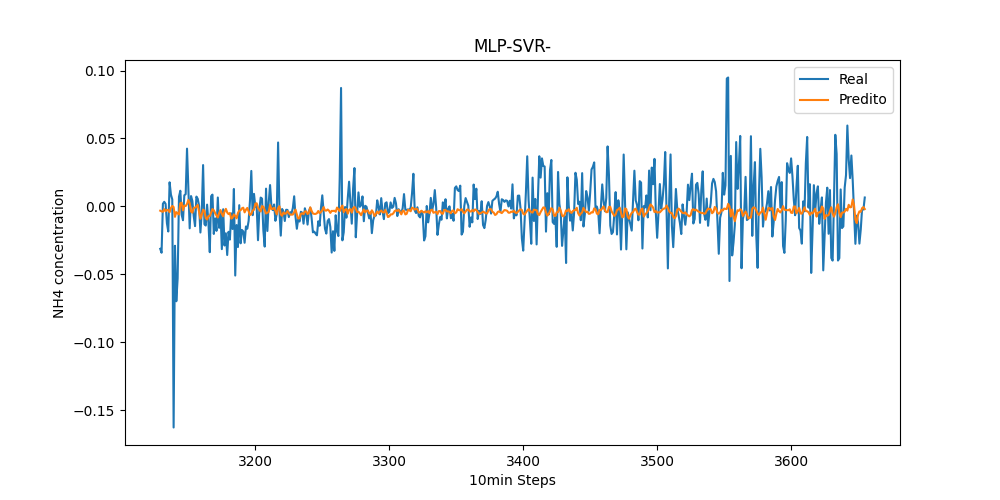 MLP-SVR-
Real
Predito
0.10
0.05
0.00
−0.05
−0.10
−0.15
NH4 concentration
3200 3300 3400 3500 3600
10min Steps